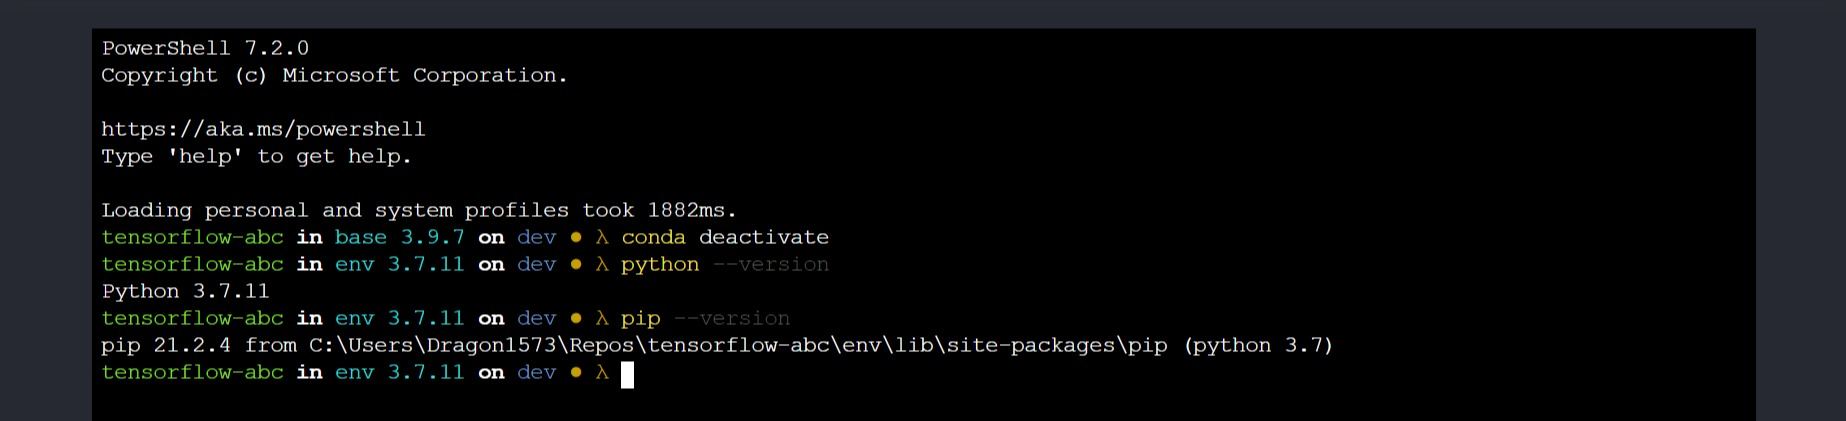 PowerShell 7.2.0
Copyright (c) Microsoft Corporation.
https://aka.ms/powershell
Type 'help' to get help.
Loading personal and system profiles took 1882ms.
tensorflow-abc in base 3.9.7 on dev ● λ conda deactivate
tensorflow-abc in env 3.7.11 on dev ● λ python --version
Python 3.7.11
tensorflow-abc in env 3.7.11 on dev ● λ pip --version
pip 21.2.4 from C:\Users\Dragon1573\Repos\tensorflow-abc\env\lib\site-packages\pip (python 3.7)
tensorflow-abc in env 3.7.11 on dev ● λ